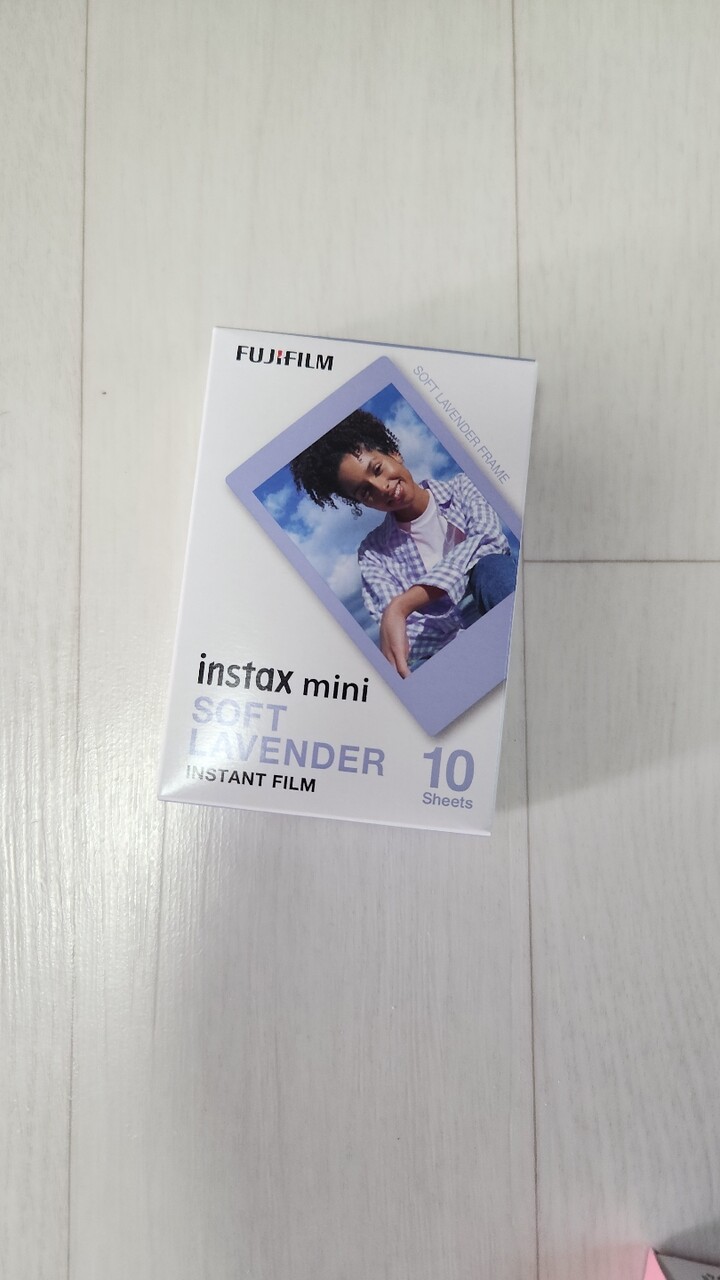 FUJIFILM
SOFT LAVENDER FRAME
instax mini
SOFT
LAVENDER
INSTANT FILM
10
Sheets